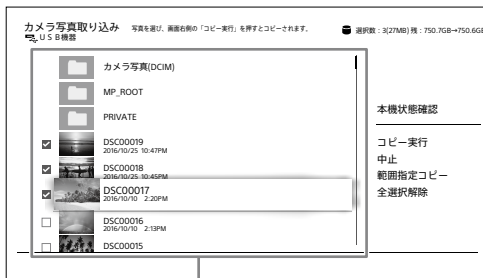 カメラ写真取り込み 写真を選び、画面右側の「コピー実行」を押すとコピーされます。 選択数：3(27MB) 残：750.7GB→750.6GB
USB機器
カメラ写真(DCIM)
MP_ROOT
PRIVATE
DSC00019
2016/10/25 10:47PM
DSC00018
2016/10/25 10:45PM
DSC00017
2016/10/10 2:20PM
DSC00016
2016/10/10 2:13PM
DSC00015
本機状態確認
コピー実行
中止
範囲指定コピー
全選択解除